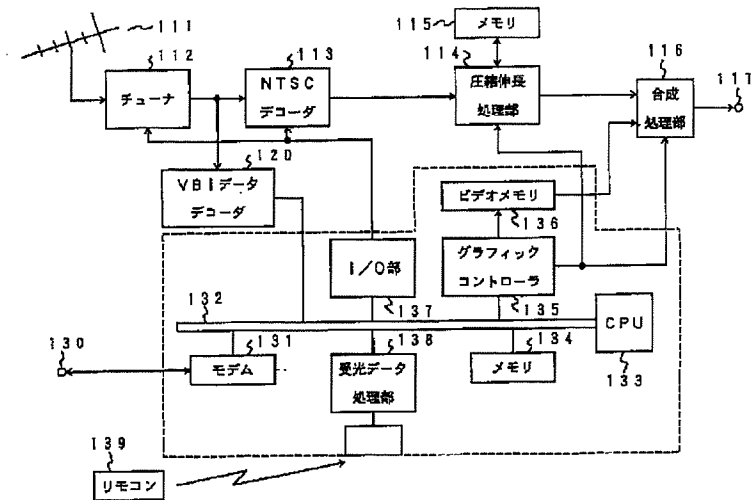 111
112
チューナ
113
NTSC
デコーダ
115
メモリ
114
圧縮伸長
処理部
116
合成
処理部
117
120
VBIデータ
デコーダ
ビデオメモリ
136
I/O部
137
グラフィック
コントローラ
135
132
CPU
133
130
131
モデム
138
受光データ
処理部
134
メモリ
139
リモコン